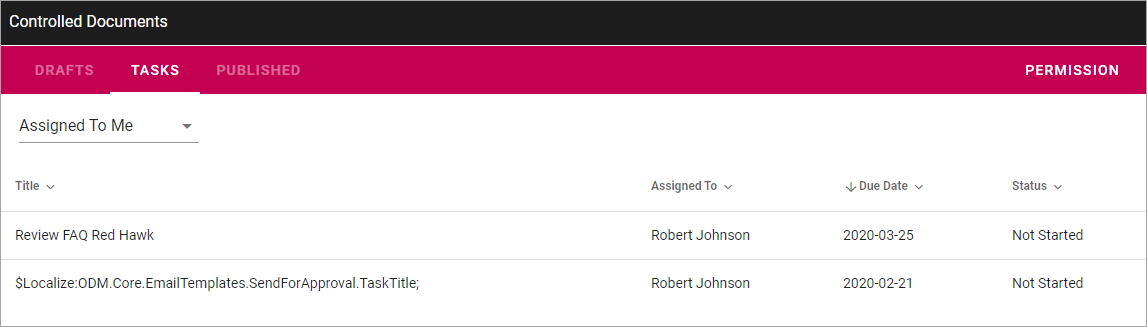 Controlled Documents
DRAFTS TASKS PUBLISHED PERMISSION
Assigned To Me
Title Assigned To Due Date Status
Review FAQ Red Hawk Robert Johnson 2020-03-25 Not Started
$Localize:ODM.Core.EmailTemplates.SendForApproval.TaskTitle; Robert Johnson 2020-02-21 Not Started